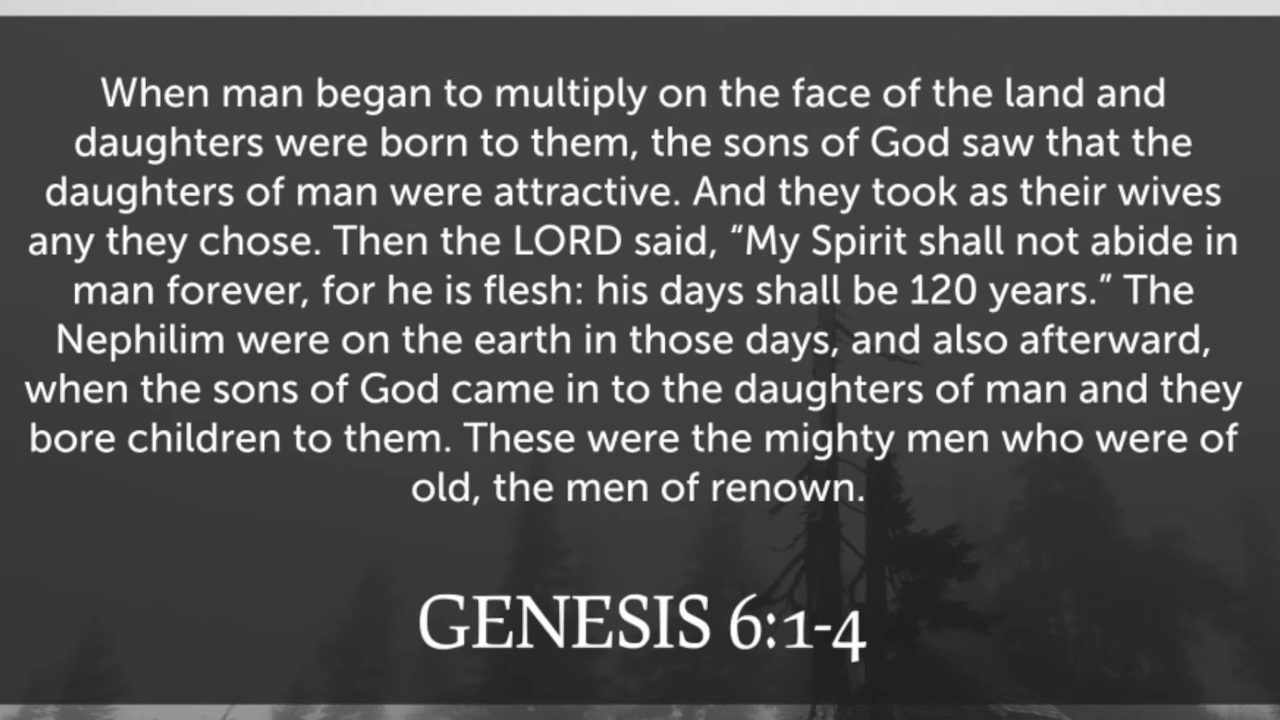 When man began to multiply on the face of the land and
daughters were born to them, the sons of God saw that the
daughters of man were attractive. And they took as their wives
any they chose. Then the LORD said, “My Spirit shall not abide in
man forever, for he is flesh: his days shall be 120 years.” The
Nephilim were on the earth in those days, and also afterward,
when the sons of God came in to the daughters of man and they
bore children to them. These were the mighty men who were of
old, the men of renown.
GENESIS 6:1-4